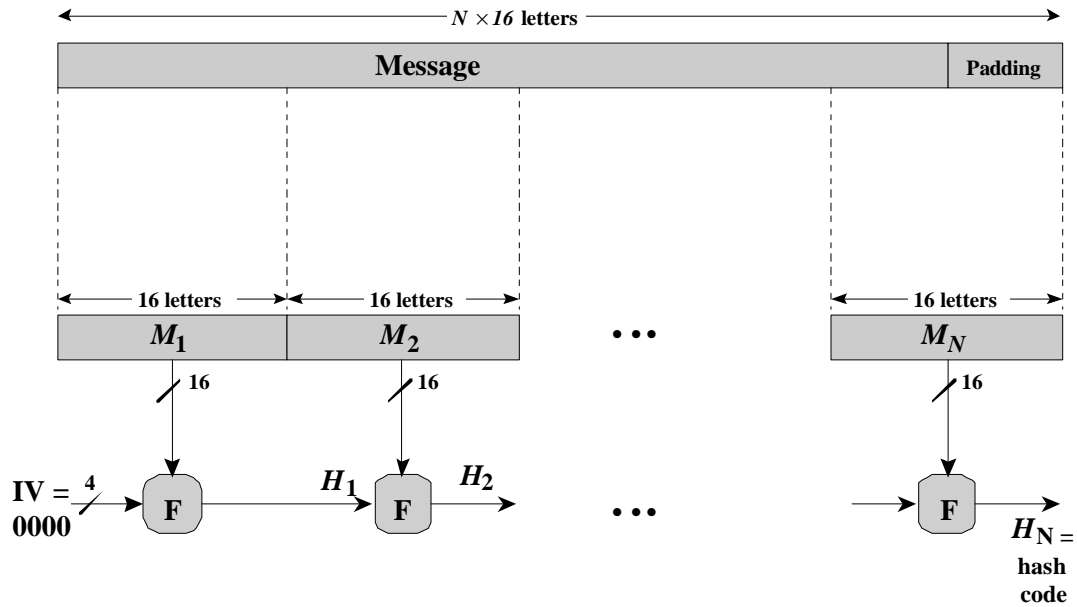 N × 16 letters
Message
Padding
16 letters
16 letters
16 letters
M1
M2
• • •
MN
16
16
16
IV =
0000
4
F
H1
F
H2
• • •
F
HN =
hash
code